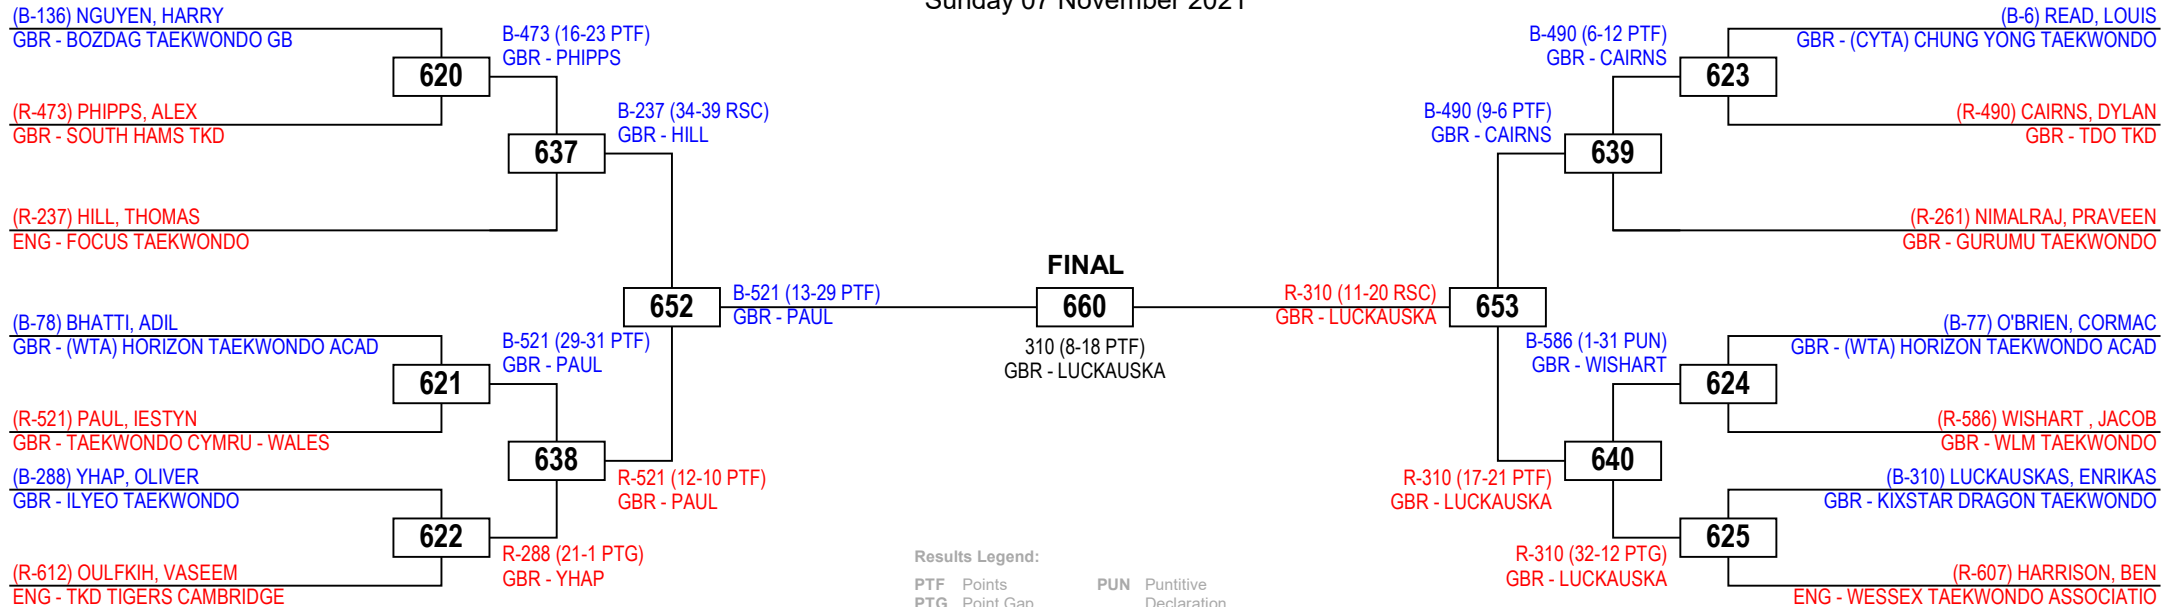 Sunday 07 November 2021
(B-136) NGUYEN, HARRY
GBR - BOZDAG TAEKWONDO GB
620
(R-473) PHIPPS, ALEX
GBR - SOUTH HAMS TKD
B-473 (16-23 PTF)
GBR - PHIPPS
637
(R-237) HILL, THOMAS
ENG - FOCUS TAEKWONDO
B-237 (34-39 RSC)
GBR - HILL
652
(B-78) BHATTI, ADIL
GBR - (WTA) HORIZON TAEKWONDO ACAD
621
(R-521) PAUL, IESTYN
GBR - TAEKWONDO CYMRU - WALES
B-521 (29-31 PTF)
GBR - PAUL
638
(B-288) YHAP, OLIVER
GBR - ILYEO TAEKWONDO
622
(R-612) OULFKIH, VASEEM
ENG - TKD TIGERS CAMBRIDGE
R-288 (21-1 PTG)
GBR - YHAP
R-521 (12-10 PTF)
GBR - PAUL
B-521 (13-29 PTF)
GBR - PAUL
FINAL
660
310 (8-18 PTF)
GBR - LUCKAUSKA
R-310 (11-20 RSC)
GBR - LUCKAUSKA
653
B-490 (9-6 PTF)
GBR - CAIRNS
639
B-490 (6-12 PTF)
GBR - CAIRNS
623
(B-6) READ, LOUIS
GBR - (CYTA) CHUNG YONG TAEKWONDO
(R-490) CAIRNS, DYLAN
GBR - TDO TKD
(R-261) NIMALRAJ, PRAVEEN
GBR - GURUMU TAEKWONDO
B-586 (1-31 PUN)
GBR - WISHART
624
(B-77) O'BRIEN, CORMAC
GBR - (WTA) HORIZON TAEKWONDO ACAD
(R-586) WISHART , JACOB
GBR - WLM TAEKWONDO
640
R-310 (17-21 PTF)
GBR - LUCKAUSKA
(B-310) LUCKAUSKAS, ENRIKAS
GBR - KIXSTAR DRAGON TAEKWONDO
625
R-310 (32-12 PTG)
GBR - LUCKAUSKA
(R-607) HARRISON, BEN
ENG - WESSEX TAEKWONDO ASSOCIATIO
Results Legend:
PTF Points PUN Puntitive
PTG Point Gap Declaration